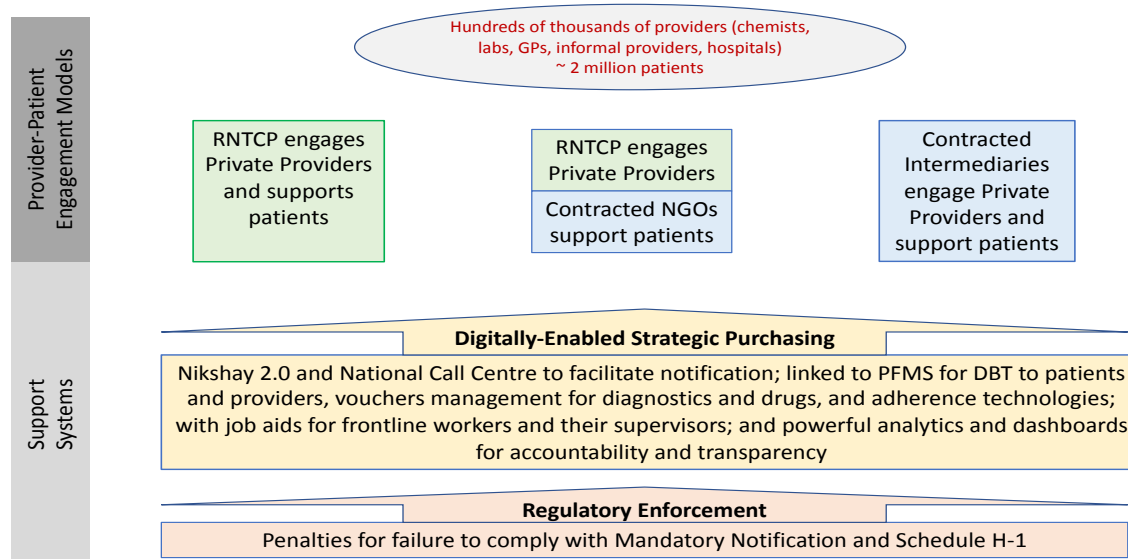 Hundreds of thousands of providers (chemists,
labs, GPs, informal providers, hospitals)
~ 2 million patients
Provider-Patient
Engagement Models
RNTCP engages
Private Providers
and supports
patients
RNTCP engages
Private Providers
Contracted NGOs
support patients
Contracted
Intermediaries
engage Private
Providers and
support patients
Support
Systems
Digitally-Enabled Strategic Purchasing
Nikshay 2.0 and National Call Centre to facilitate notification; linked to PFMS for DBT to patients
and providers, vouchers management for diagnostics and drugs, and adherence technologies;
with job aids for frontline workers and their supervisors; and powerful analytics and dashboards
for accountability and transparency
Regulatory Enforcement
Penalties for failure to comply with Mandatory Notification and Schedule H-1